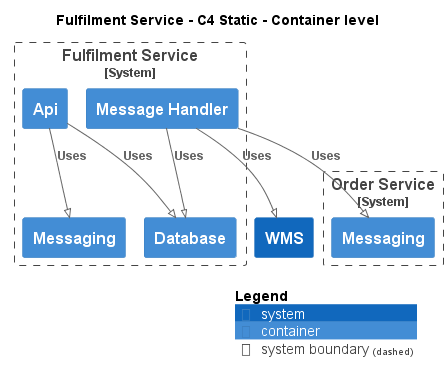 Fulfilment Service - C4 Static - Container level
Fulfilment Service
[System]
Api
Message Handler
Uses
Uses
Uses
Uses
Uses
Order Service
[System]
Messaging
Database
WMS
Messaging
Legend
system
container
system boundary (dashed)